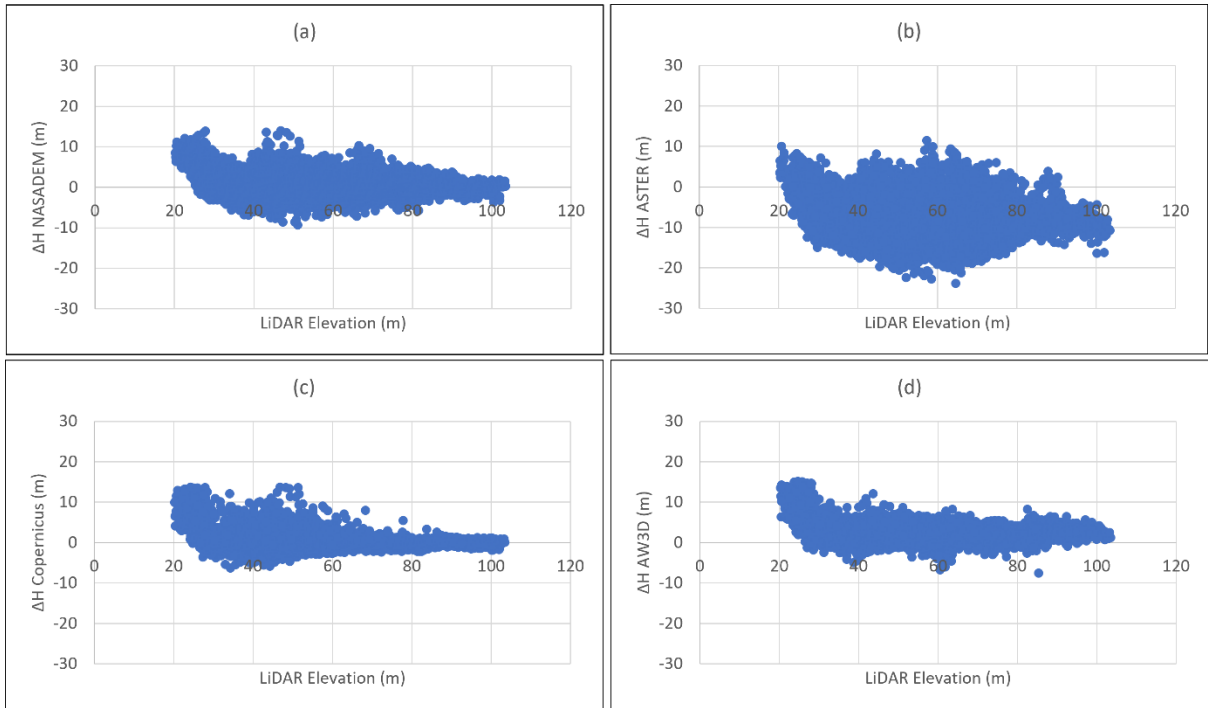 (a)
30
20
10
0
-10
-20
-30
0 20 40 60 80 100 120
ΔH NASADEM (m)
LiDAR Elevation (m)
(b)
30
20
10
0
-10
-20
-30
0 20 40 60 80 100 120
ΔH ASTER (m)
LiDAR Elevation (m)
(c)
30
20
10
0
-10
-20
-30
0 20 40 60 80 100 120
ΔH Copernicus (m)
LiDAR Elevation (m)
(d)
30
20
10
0
-10
-20
-30
0 20 40 60 80 100 120
ΔH AW3D (m)
LiDAR Elevation (m)